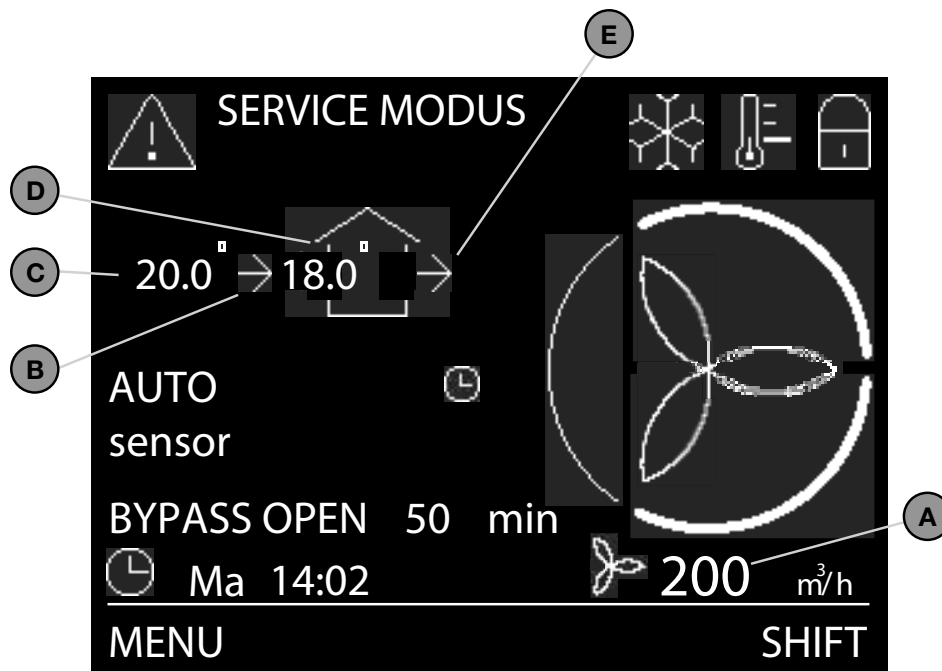 E
SERVICE MODUS
D
20.0° 18.0°
C
B
AUTO
sensor
BYPASS OPEN 50 min
A
Ma 14:02 200 m³/h
MENU SHIFT